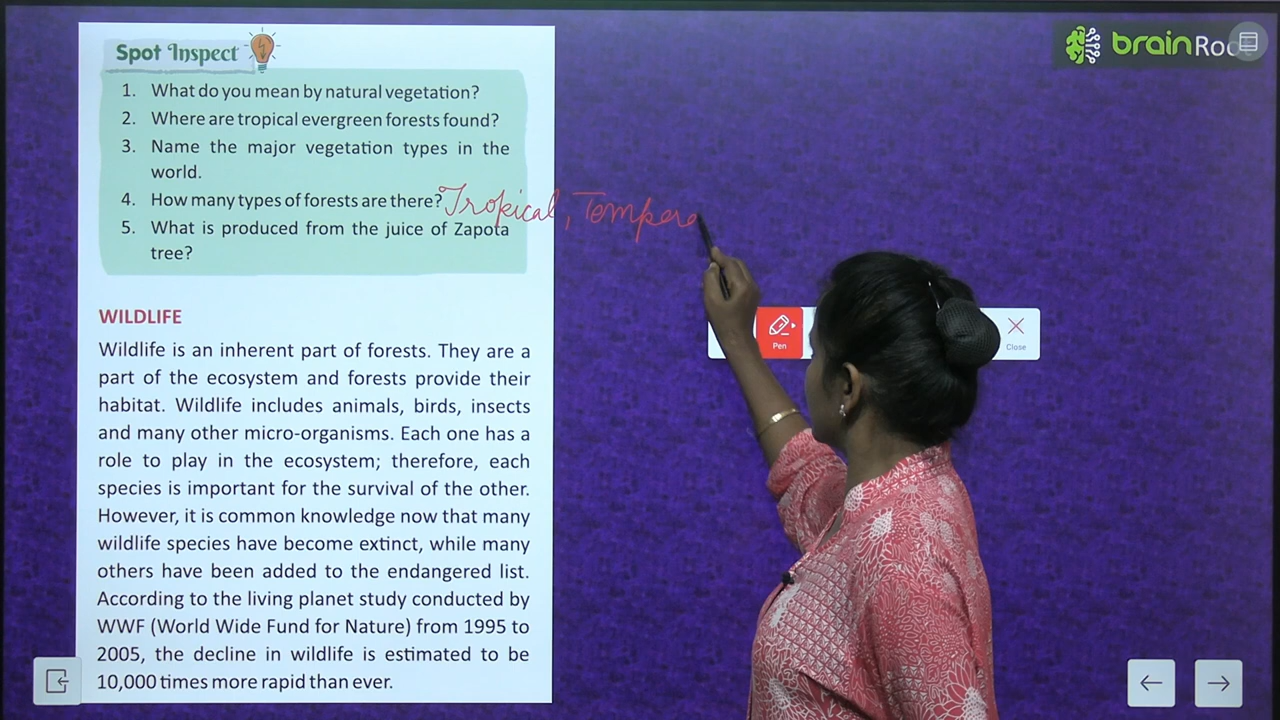 Spot Inspect
brainRoo
1. What do you mean by natural vegetation?
2. Where are tropical evergreen forests found?
3. Name the major vegetation types in the
world.
4. How many types of forests are there? Tropical, Tempera
5. What is produced from the juice of Zapota
tree?
WILDLIFE
Wildlife is an inherent part of forests. They are a
part of the ecosystem and forests provide their
habitat. Wildlife includes animals, birds, insects
and many other micro-organisms. Each one has a
role to play in the ecosystem; therefore, each
species is important for the survival of the other.
However, it is common knowledge now that many
wildlife species have become extinct, while many
others have been added to the endangered list.
According to the living planet study conducted by
WWF (World Wide Fund for Nature) from 1995 to
2005, the decline in wildlife is estimated to be
10,000 times more rapid than ever.
Pen
Close